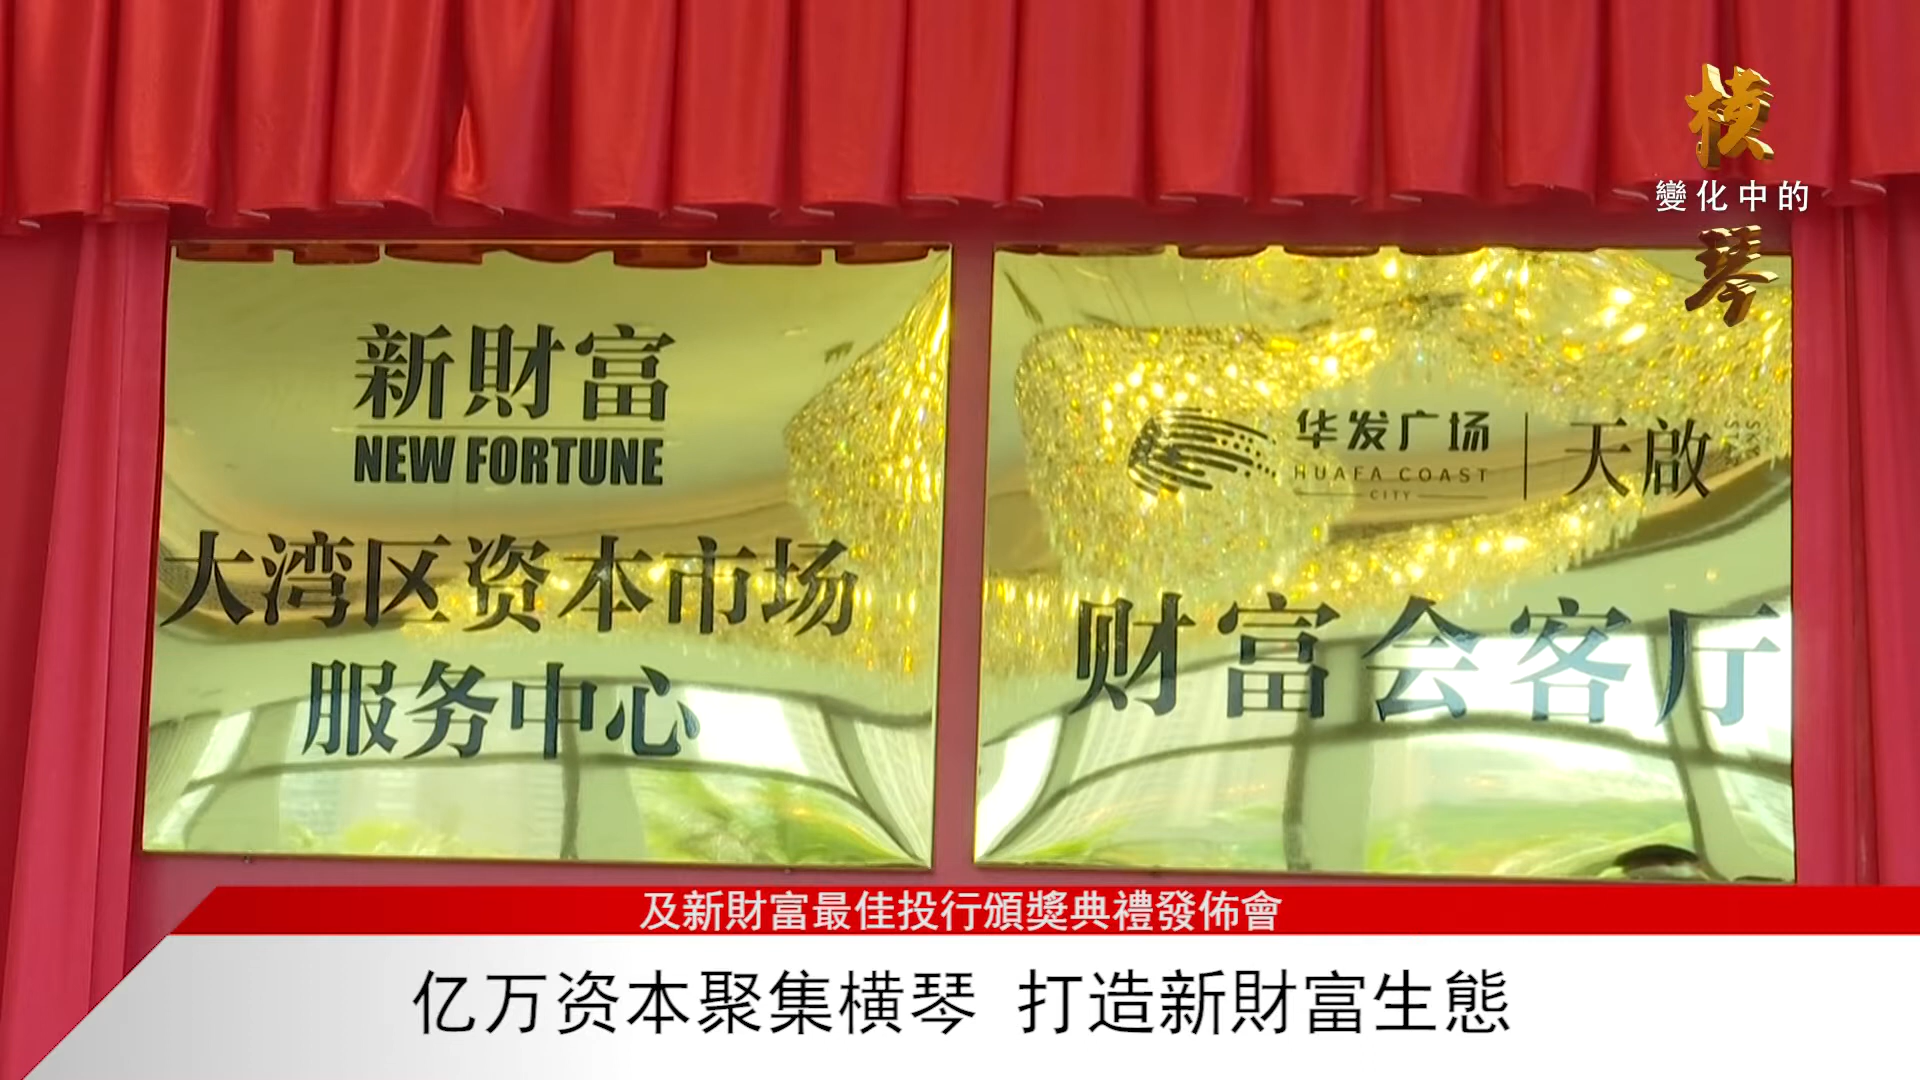 横
變化中的
琴
新財富
NEW FORTUNE
大湾区资本市场
服务中心
华发广场
HUAFA COAST
CITY
天啟
财富会客厅
及新財富最佳投行頒獎典禮發佈會
亿万资本聚集横琴 打造新財富生態